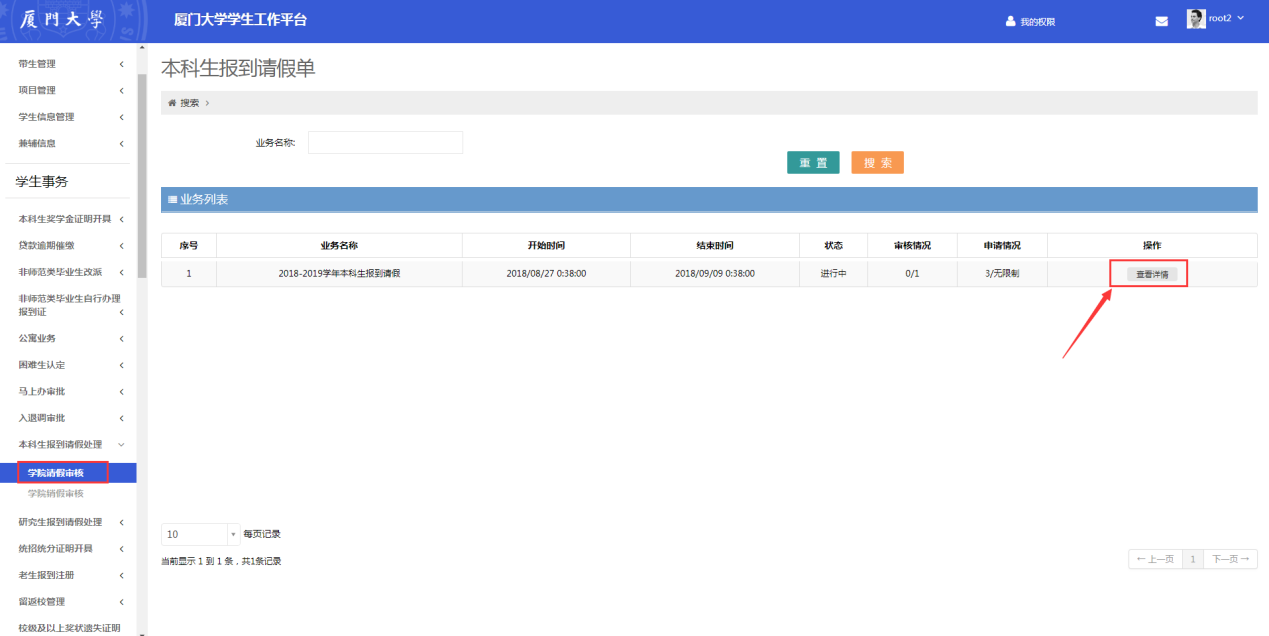 厦门大學
厦门大学学生工作平台
我的权限
root2
带生管理
项目管理
学生信息管理
兼辅信息
学生事务
本科生奖学金证明开具
贷款逾期催缴
非师范类毕业生改派
非师范类毕业生自行办理
报到证
公寓业务
困难生认定
马上办审批
入退调审批
本科生报到请假处理
学院请假审核
学院销假审核
研究生报到请假处理
统招统分证明开具
老生报到注册
留返校管理
校级及以上奖状遗失证明
本科生报到请假单
搜索
业务名称:
重 置 搜 索
业务列表
序号 业务名称 开始时间 结束时间 状态 审核情况 申请情况 操作
1 2018-2019学年本科生报到请假 2018/08/27 0:38:00 2018/09/09 0:38:00 进行中 0/1 3/无限制 查看详情
10 每页记录
当前显示 1 到 1 条，共1条记录
←上一页 1 下一页→